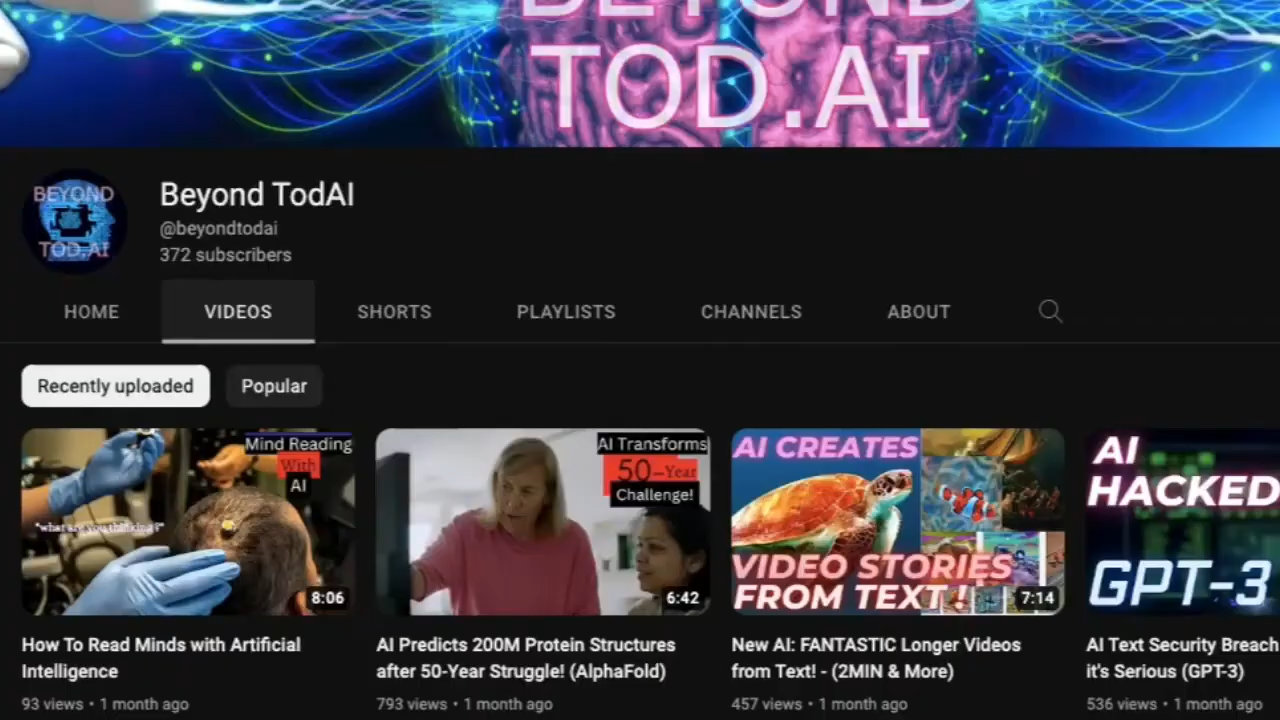 BEYOND
TOD.AI
BEYOND
TOD.AI
Beyond TodAI
@beyondtodai
372 subscribers
HOME
VIDEOS
SHORTS
PLAYLISTS
CHANNELS
ABOUT
Recently uploaded
Popular
Mind Reading
With
AI
"what are you thinking?"
8:06
AI Transforms
50-Year
Challenge!
6:42
AI CREATES
VIDEO STORIES
FROM TEXT!
7:14
AI
HACKED
GPT-3
How To Read Minds with Artificial
Intelligence
93 views • 1 month ago
AI Predicts 200M Protein Structures
after 50-Year Struggle! (AlphaFold)
793 views • 1 month ago
New AI: FANTASTIC Longer Videos
from Text! - (2MIN & More)
457 views • 1 month ago
AI Text Security Breach
it's Serious (GPT-3)
536 views • 1 month ago